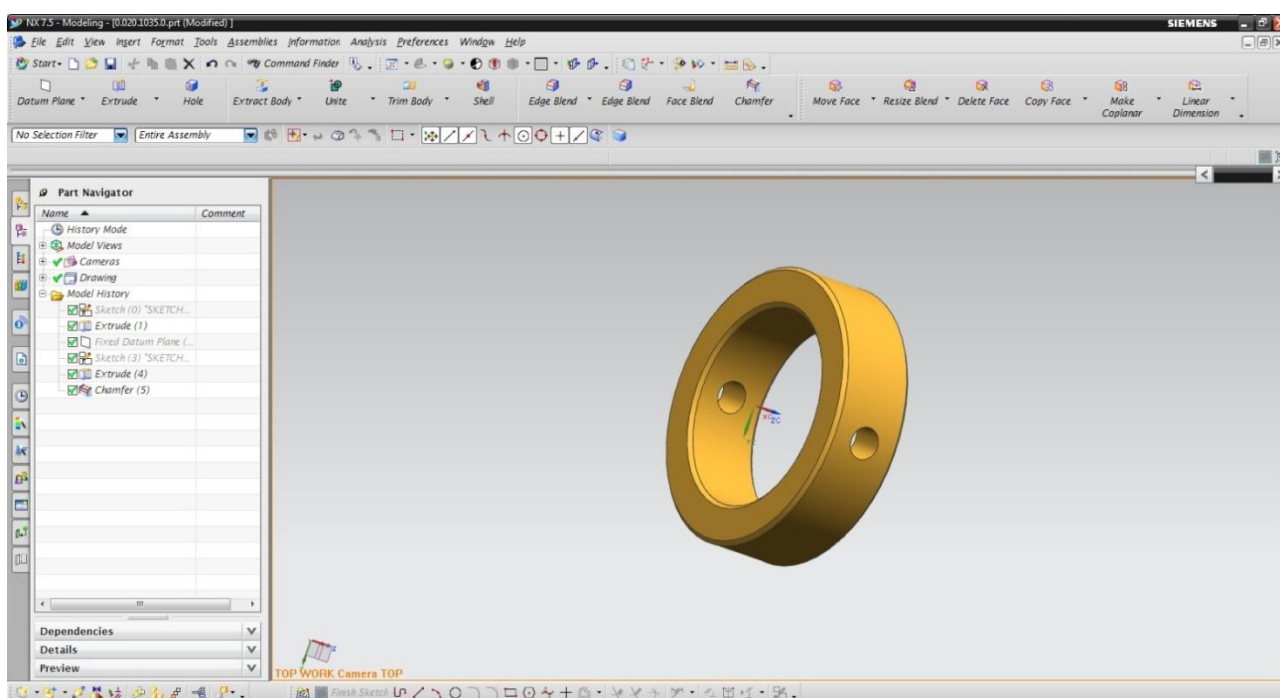 NX 7.5 - Modeling - [0.020.1035.0.prt (Modified) ]
SIEMENS
File Edit View Insert Format Tools Assemblies Information Analysis Preferences Window Help
Start Command Finder
Datum Plane Extrude Hole Extract Body Unite Trim Body Shell Edge Blend Edge Blend Face Blend Chamfer Move Face Resize Blend Delete Face Copy Face Make Coplanar Linear Dimension
No Selection Filter Entire Assembly
Part Navigator
Name Comment
History Mode
Model Views
Cameras
Drawing
Model History
Sketch (0) "SKETCH...
Extrude (1)
Fixed Datum Plane (...
Sketch (3) "SKETCH...
Extrude (4)
Chamfer (5)
XC ZC
Dependencies
Details
Preview
TOP WORK Camera TOP
Finish Sketch